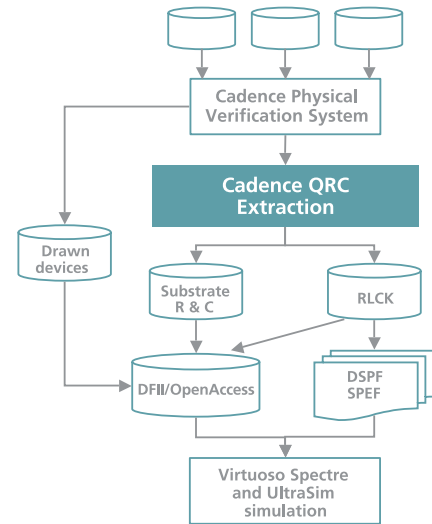 Cadence Physical
Verification System
Cadence QRC
Extraction
Drawn
devices
Substrate
R & C
RLCK
DFII/OpenAccess
DSPF
SPEF
Virtuoso Spectre
and UltraSim
simulation